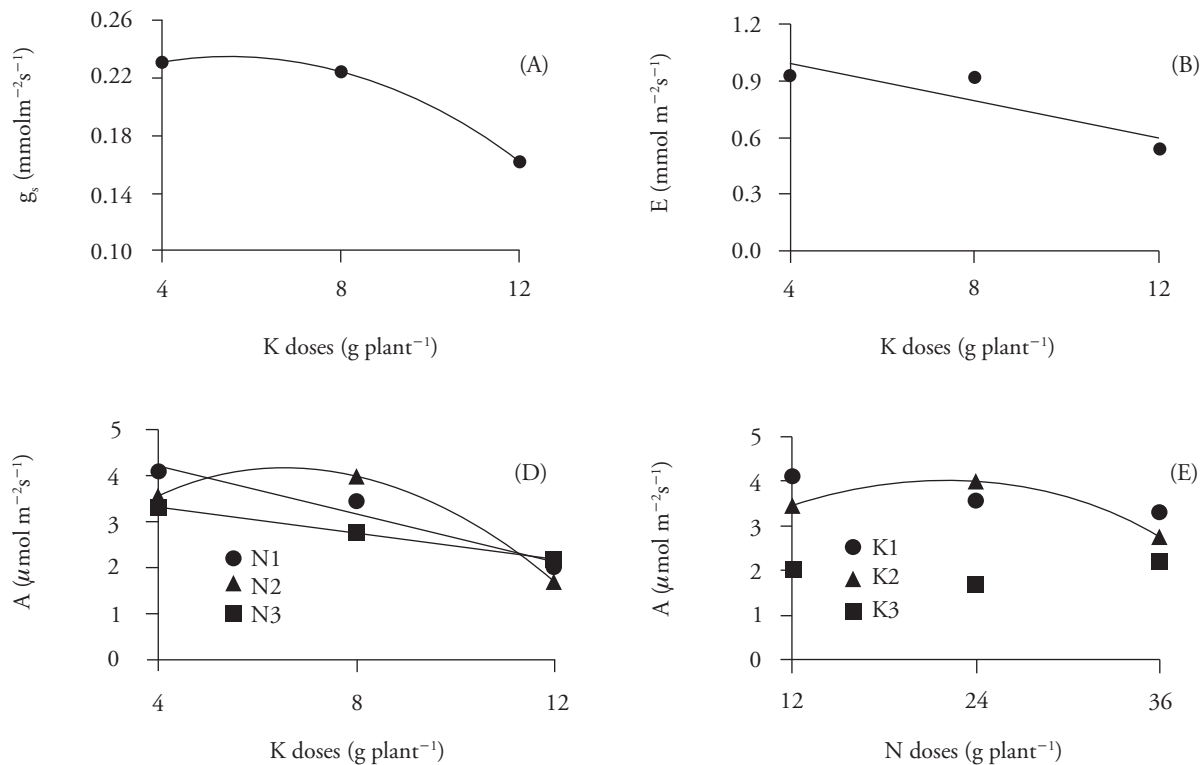 0.26
0.22
0.18
0.14
0.10
gₛ (mmolm⁻²s⁻¹)
(A)
4 8 12
K doses (g plant⁻¹)
1.2
0.9
0.6
0.3
0.0
E (mmol m⁻²s⁻¹)
(B)
4 8 12
K doses (g plant⁻¹)
5
4
3
2
1
0
A (μmol m⁻²s⁻¹)
(D)
N1
N2
N3
4 8 12
K doses (g plant⁻¹)
5
4
3
2
1
0
A (μmol m⁻²s⁻¹)
(E)
K1
K2
K3
12 24 36
N doses (g plant⁻¹)